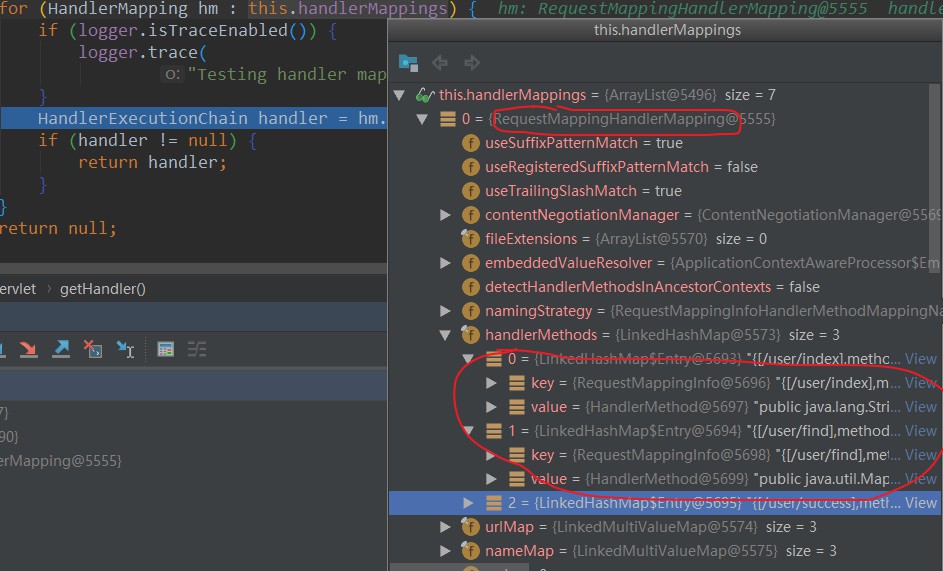 for (HandlerMapping hm : this.handlerMappings) { hm: RequestMappingHandlerMapping@5555 handle
if (logger.isTraceEnabled()) {
logger.trace(
o: "Testing handler map
}
HandlerExecutionChain handler = hm.
if (handler != null) {
return handler;
}
}
return null;
ervlet › getHandler()
7}
90}
erMapping@5555}
this.handlerMappings
this.handlerMappings = {ArrayList@5496} size = 7
0 = {RequestMappingHandlerMapping@5555}
useSuffixPatternMatch = true
useRegisteredSuffixPatternMatch = false
useTrailingSlashMatch = true
contentNegotiationManager = {ContentNegotiationManager@5569
fileExtensions = {ArrayList@5570} size = 0
embeddedValueResolver = {ApplicationContextAwareProcessor$Em
detectHandlerMethodsInAncestorContexts = false
namingStrategy = {RequestMappingInfoHandlerMethodMappingNa
handlerMethods = {LinkedHashMap@5573} size = 3
0 = {LinkedHashMap$Entry@5693} "{[/user/index],methc... View
key = {RequestMappingInfo@5696} "{[/user/index],m... View
value = {HandlerMethod@5697} "public java.lang.Stri... View
1 = {LinkedHashMap$Entry@5694} "{[/user/find],method... View
key = {RequestMappingInfo@5698} "{[/user/find],met... View
value = {HandlerMethod@5699} "public java.util.Map... View
2 = {LinkedHashMap$Entry@5695} "{[/user/success],metl... View
urlMap = {LinkedMultiValueMap@5574} size = 3
nameMap = {LinkedMultiValueMap@5575} size = 3